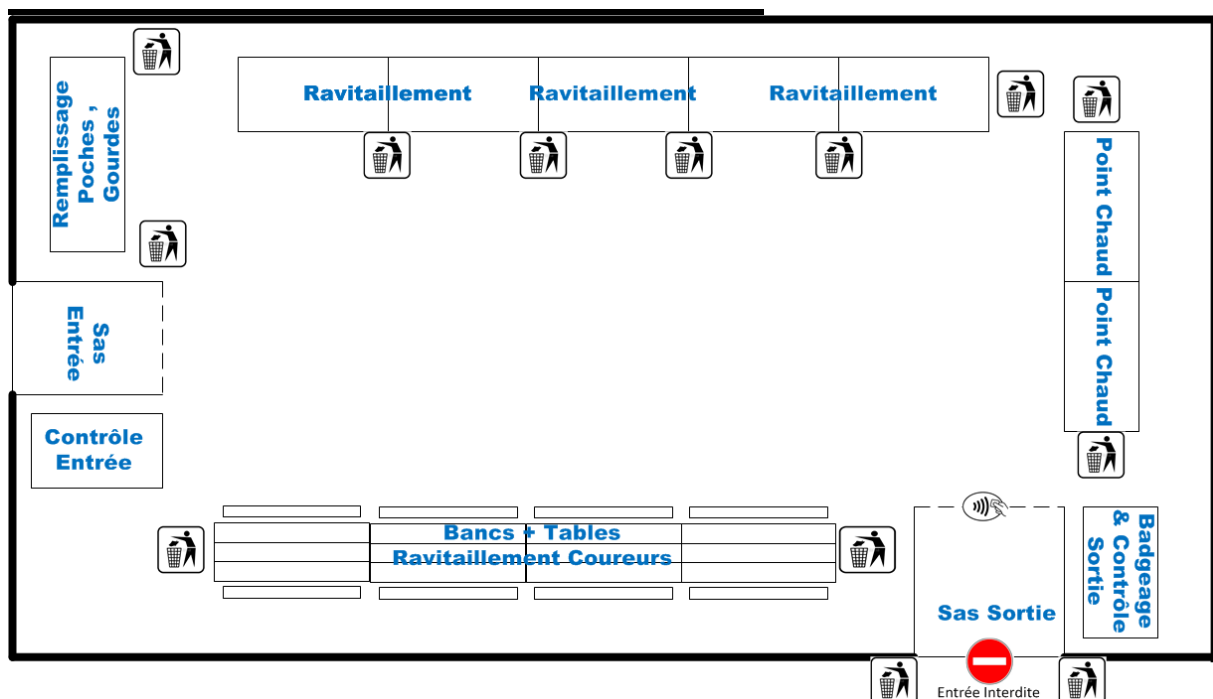 Remplissage
Poches ,
Gourdes
Ravitaillement
Ravitaillement
Ravitaillement
Point Chaud
Point Chaud
Sas
Entrée
Contrôle
Entrée
Bancs + Tables
Ravitaillement Coureurs
Sas Sortie
Badgeage
& Contrôle
Sortie
Entrée Interdite